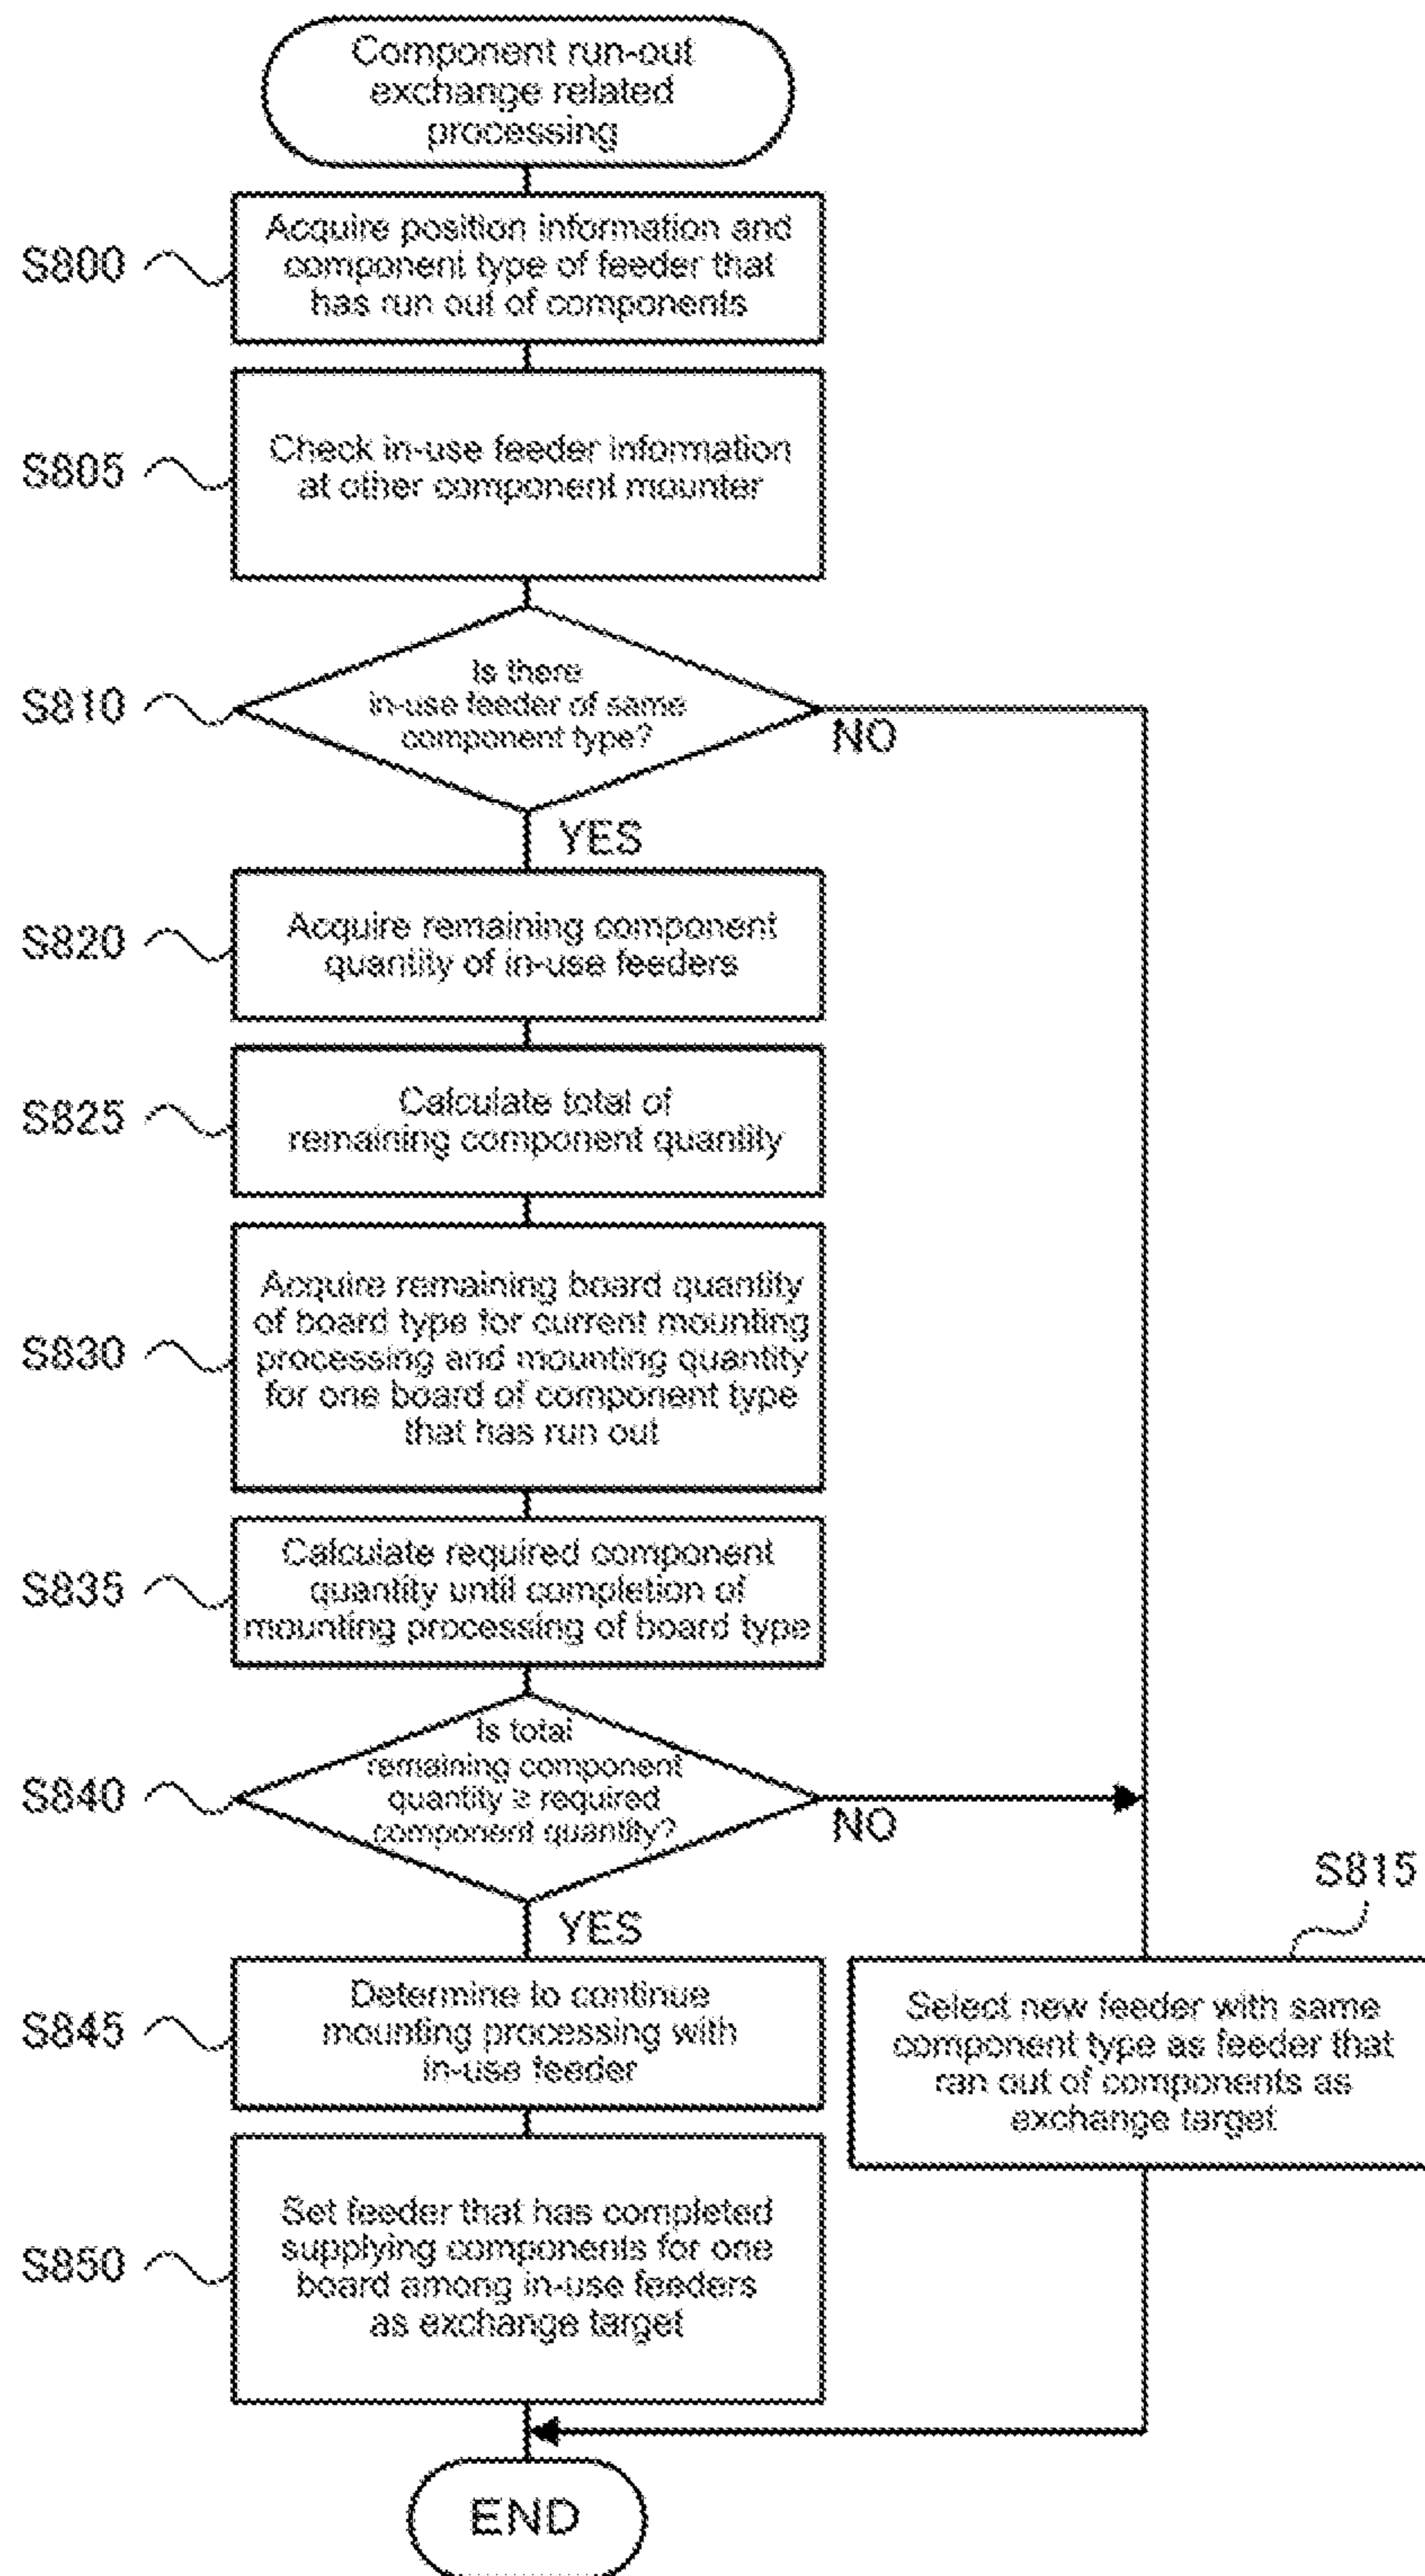 Component run-out
exchange related
processing
S800
Acquire position information and
component type of feeder that
has run out of components
S805
Check in-use feeder information
at other component mounter
S810
Is there
in-use feeder of same
component type?
NO
YES
S820
Acquire remaining component
quantity of in-use feeders
S825
Calculate total of
remaining component quantity
S830
Acquire remaining board quantity
of board type for current mounting
processing and mounting quantity
for one board of component type
that has run out
S835
Calculate required component
quantity until completion of
mounting processing of board type
S840
Is total
remaining component
quantity ≥ required
component quantity?
NO
YES
S815
Select new feeder with same
component type as feeder that
ran out of components as
exchange target
S845
Determine to continue
mounting processing with
in-use feeder
S850
Set feeder that has completed
supplying components for one
board among in-use feeders
as exchange target
END